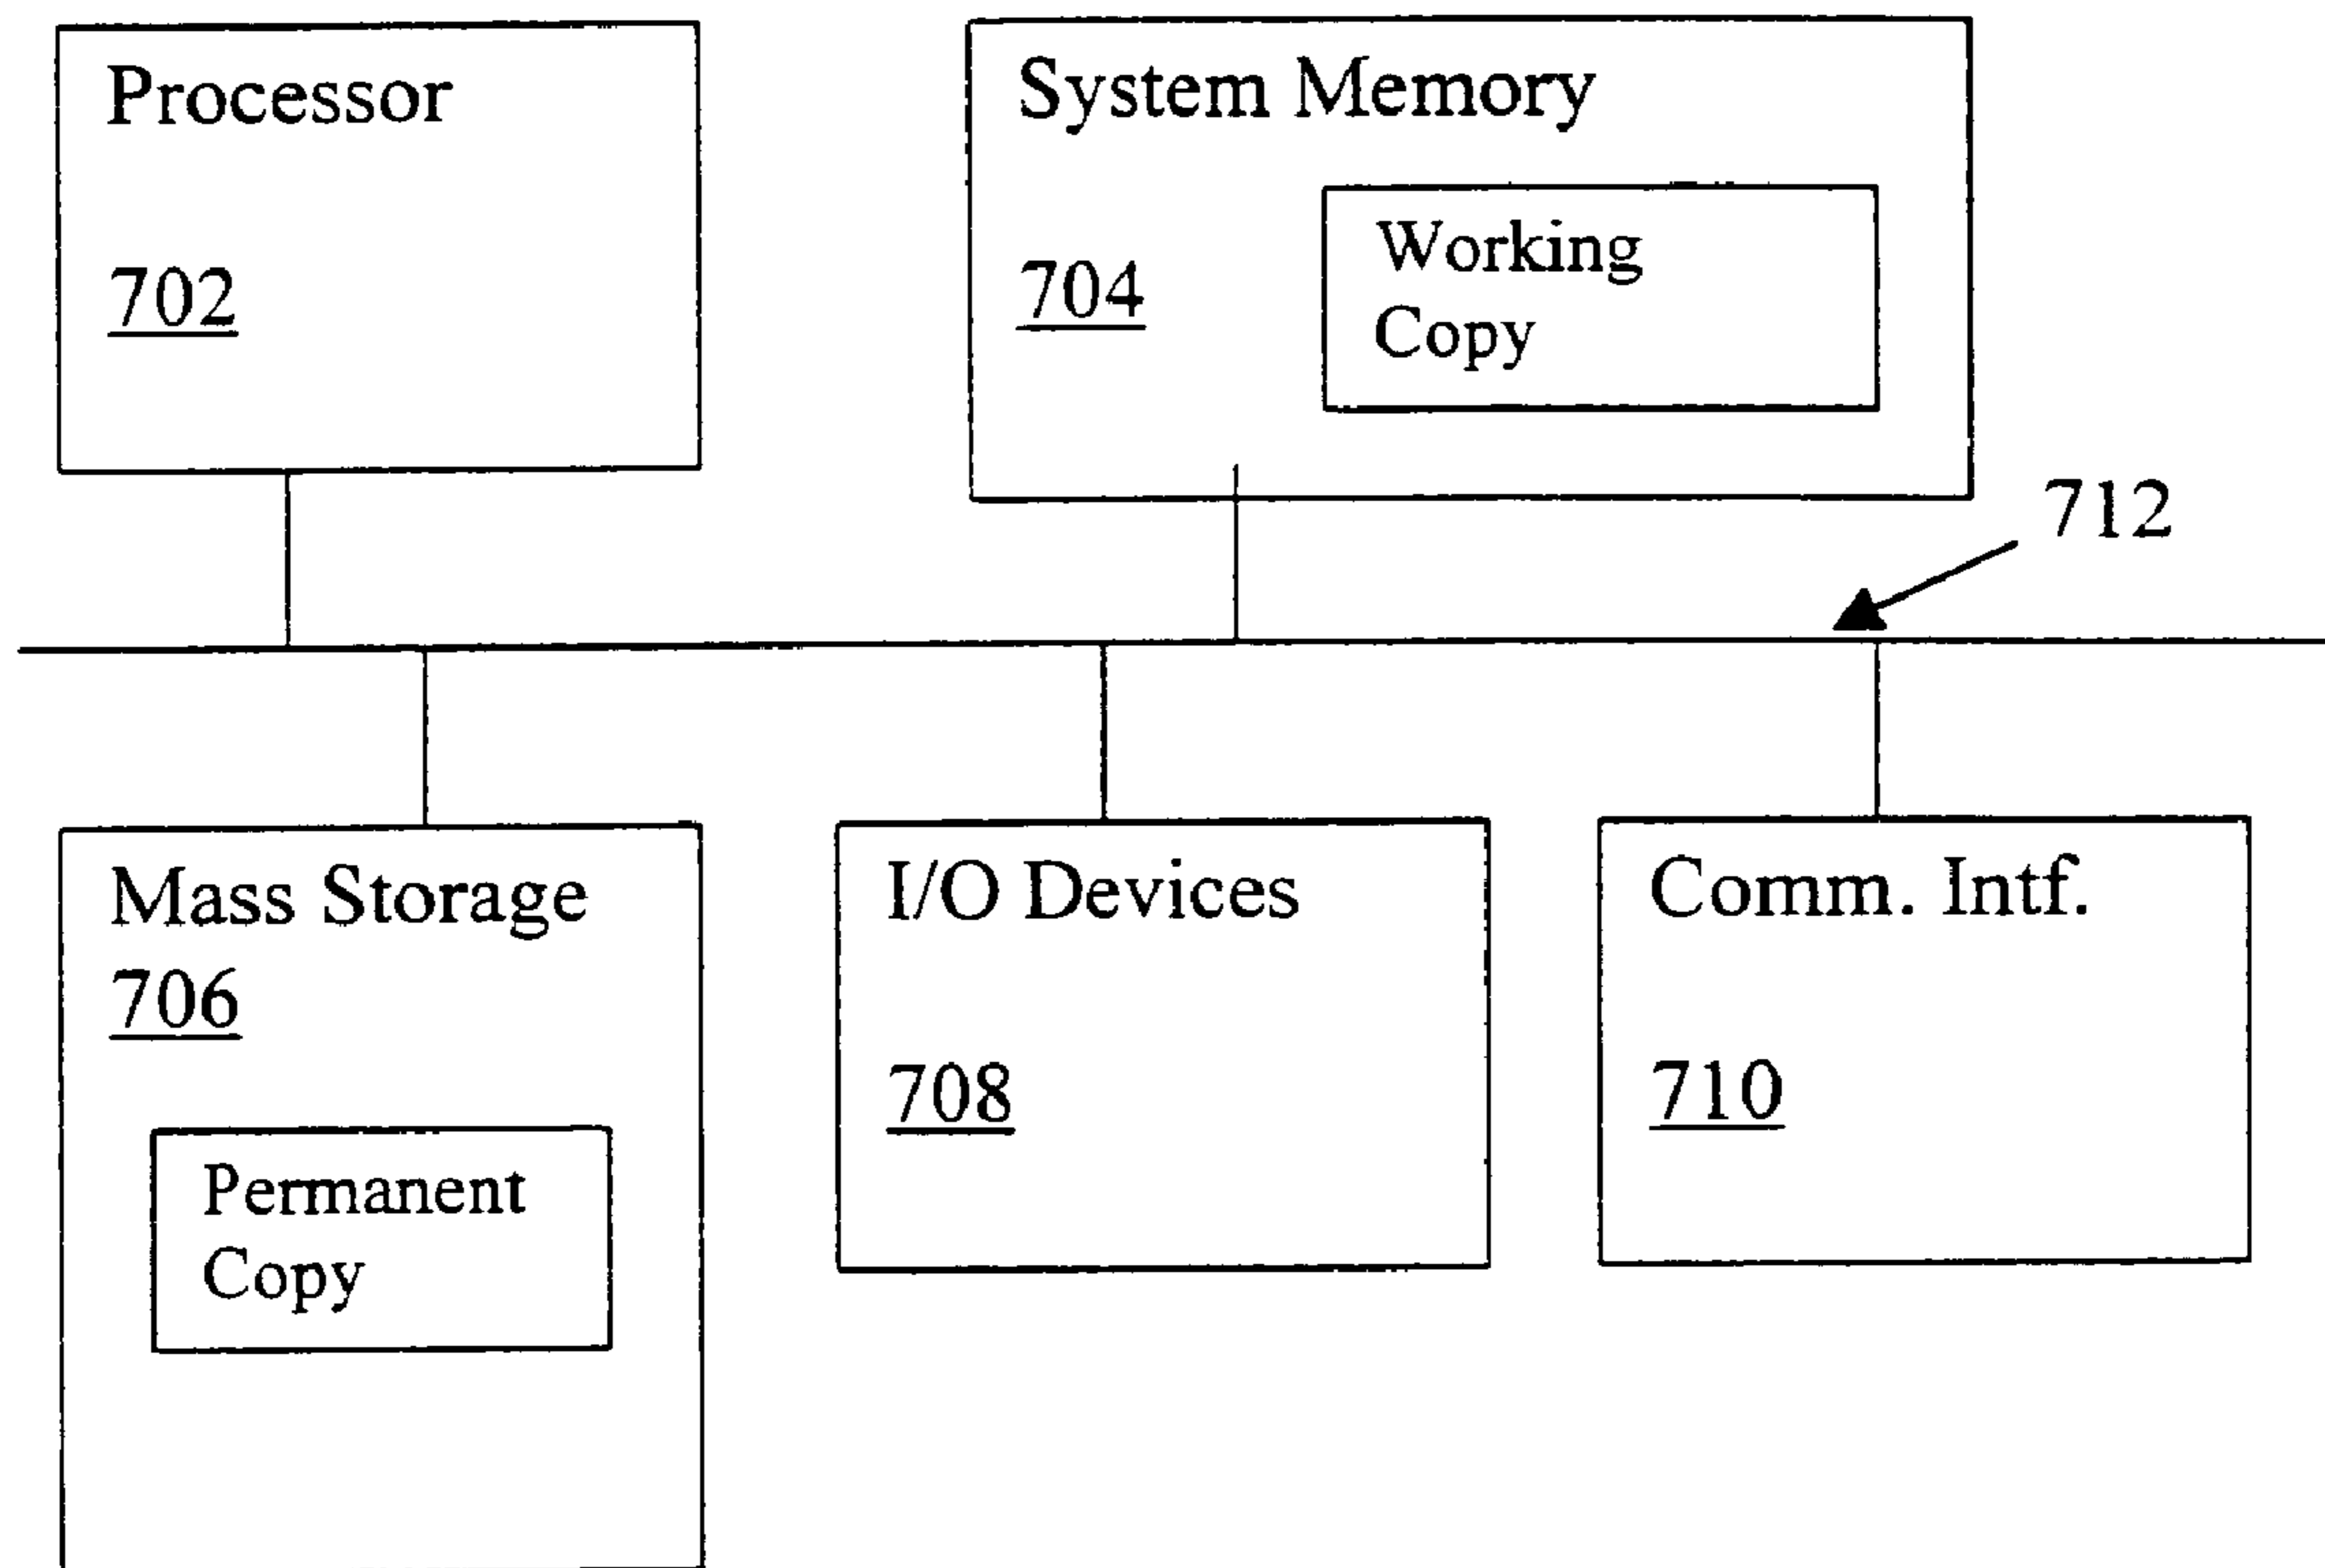 Processor
702
System Memory
704
Working
Copy
712
Mass Storage
706
Permanent
Copy
I/O Devices
708
Comm. Intf.
710